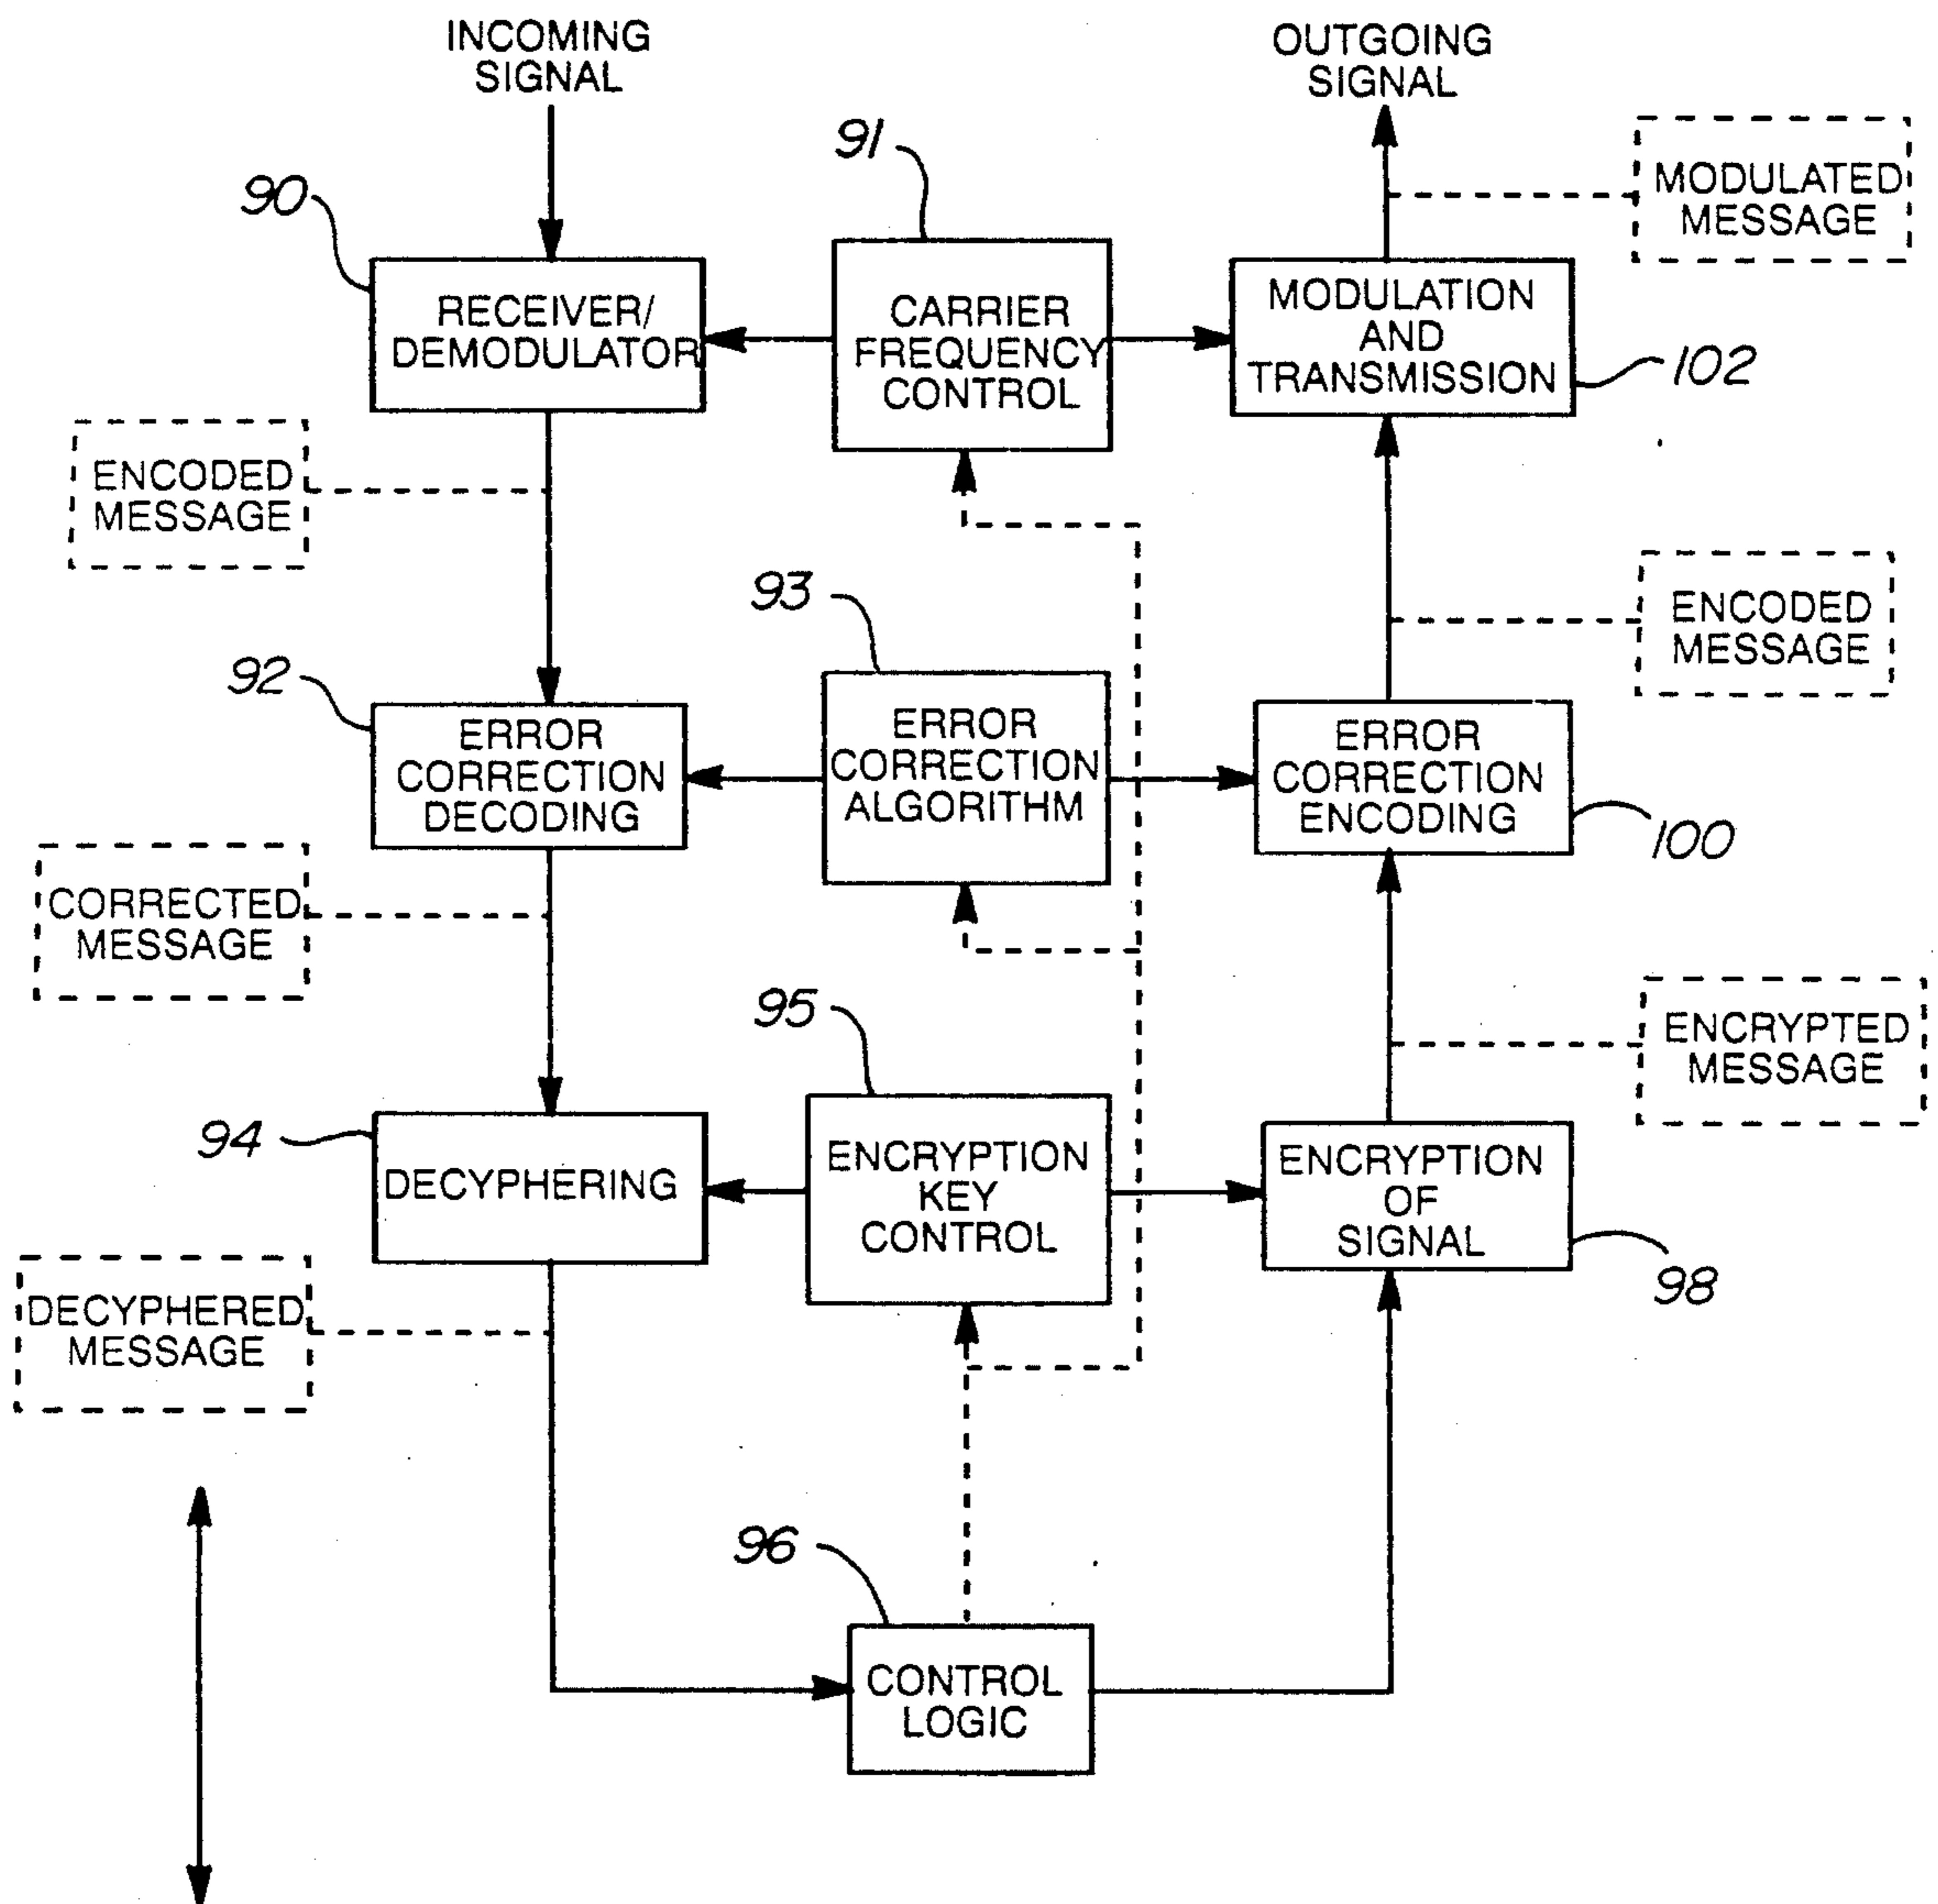 INCOMING
SIGNAL
OUTGOING
SIGNAL
91
90
MODULATED
MESSAGE
RECEIVER/
DEMODULATOR
CARRIER
FREQUENCY
CONTROL
MODULATION
AND
TRANSMISSION
102
ENCODED
MESSAGE
93
ENCODED
MESSAGE
92
ERROR
CORRECTION
DECODING
ERROR
CORRECTION
ALGORITHM
ERROR
CORRECTION
ENCODING
100
CORRECTED
MESSAGE
95
ENCRYPTED
MESSAGE
94
DECYPHERING
ENCRYPTION
KEY
CONTROL
ENCRYPTION
OF
SIGNAL
98
DECYPHERED
MESSAGE
96
CONTROL
LOGIC